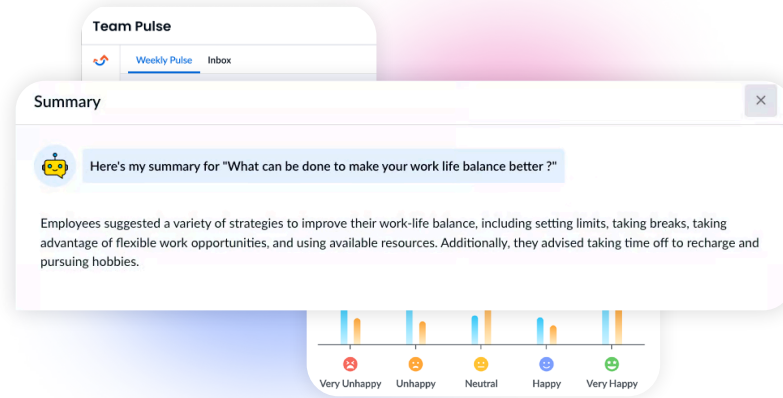 Team Pulse
Weekly Pulse Inbox
Summary
Here's my summary for "What can be done to make your work life balance better ?"
Employees suggested a variety of strategies to improve their work-life balance, including setting limits, taking breaks, taking
advantage of flexible work opportunities, and using available resources. Additionally, they advised taking time off to recharge and
pursuing hobbies.
Very Unhappy Unhappy Neutral Happy Very Happy